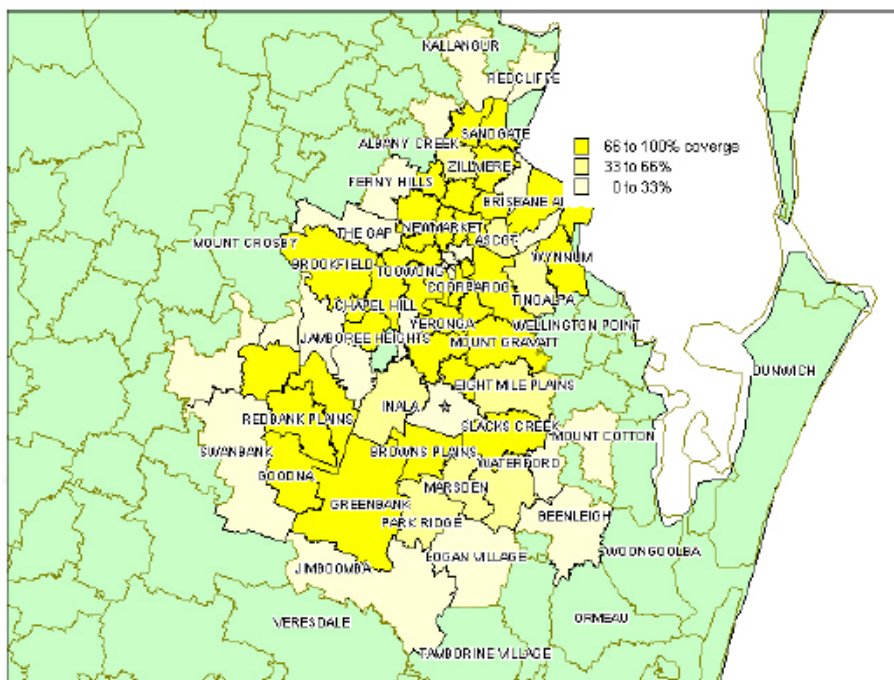 KALLANGUR
REDCLIFFE
SANDGATE
66 to 100% coverge
ALBANY CREEK
33 to 66%
ZILLMERE
FERNY HILLS
0 to 33%
BRISBANE AI
THE GAP
NEWMARKET
ASCOT
MOUNT CROSBY
BROOKFIELD
TOOWONG
WYNNUM
COORPAROO
CHAPEL HILL
TINGALPA
YERONGA
WELLINGTON POINT
JAMBOREE HEIGHTS
MOUNT GRAVATT
DUNWICH
EIGHT MILE PLAINS
INALA
REDBANK PLAINS
SLACKS CREEK
MOUNT COTTON
SWANBANK
BROWNS PLAINS
WATERFORD
GOODNA
MARSDEN
GREENBANK
BEENLEIGH
PARK RIDGE
WOONGOOLBA
LOGAN VILLAGE
JIMBOOMBA
ORMEAU
VERESDALE
TAMBORINE VILLAGE